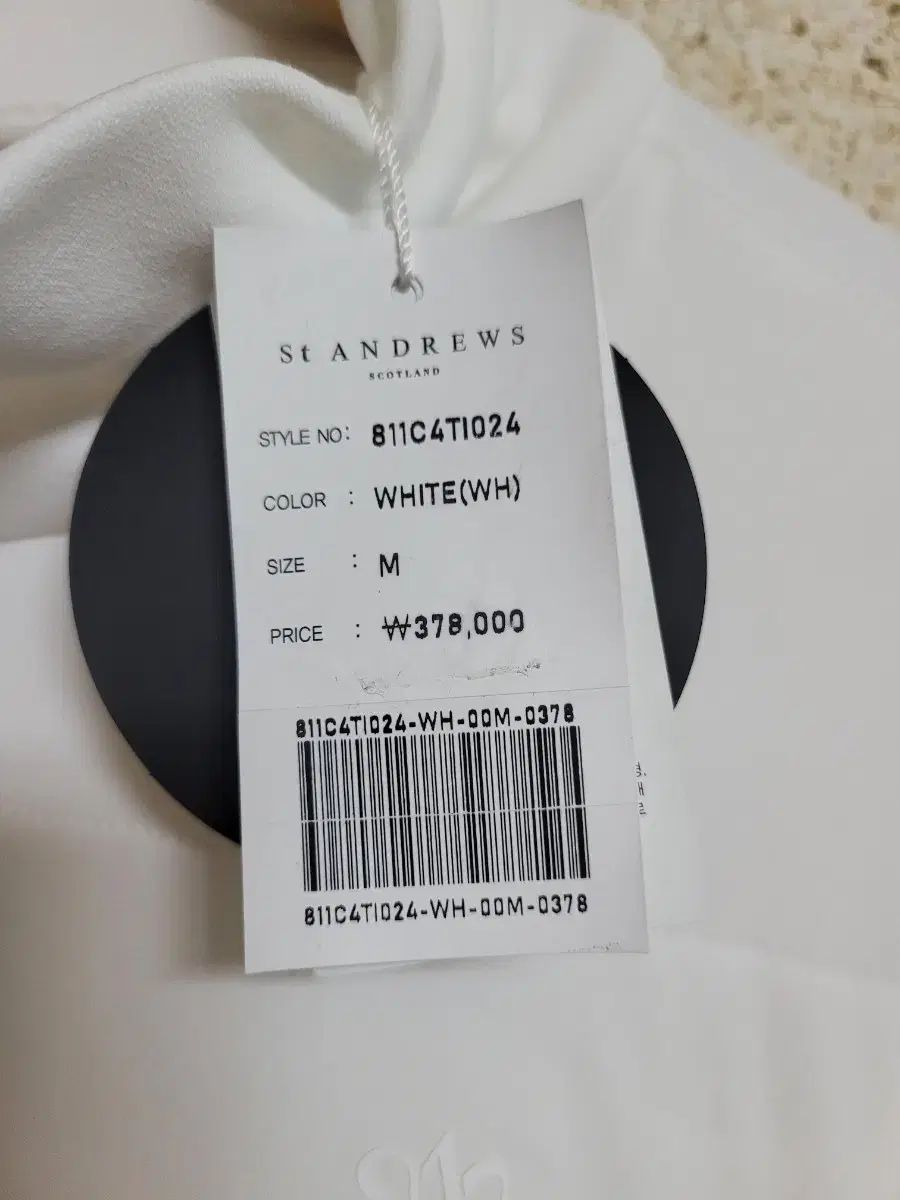 St ANDREWS
SCOTLAND
STYLE NO: 811C4TI024
COLOR : WHITE(WH)
SIZE : M
PRICE : ₩378,000
811C4TI024-WH-00M-0378
811C4TI024-WH-00M-0378